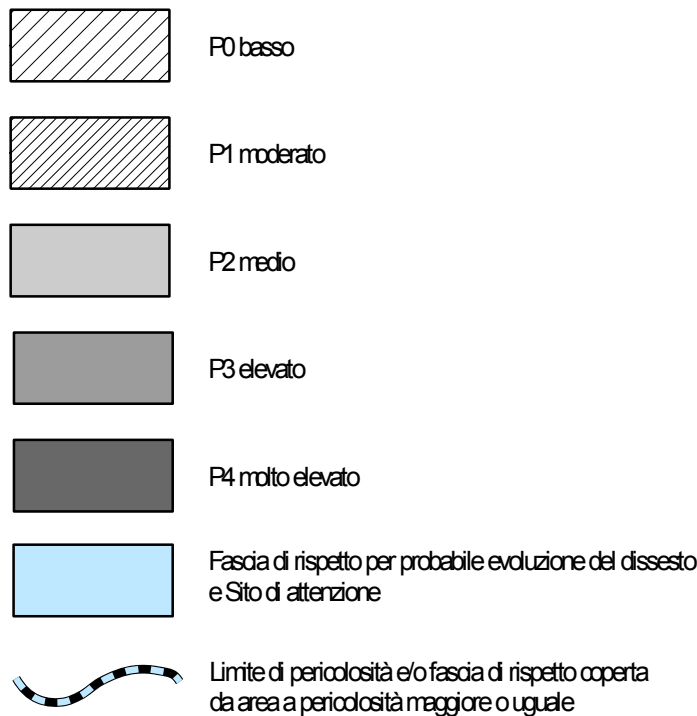 P0 basso
P1 moderato
P2 medio
P3 elevato
P4 molto elevato
Fascia di rispetto per probabile evoluzione del dissesto
e Sito di attenzione
Limite di pericolosità e/o fascia di rispetto coperta
da area a pericolosità maggiore o uguale